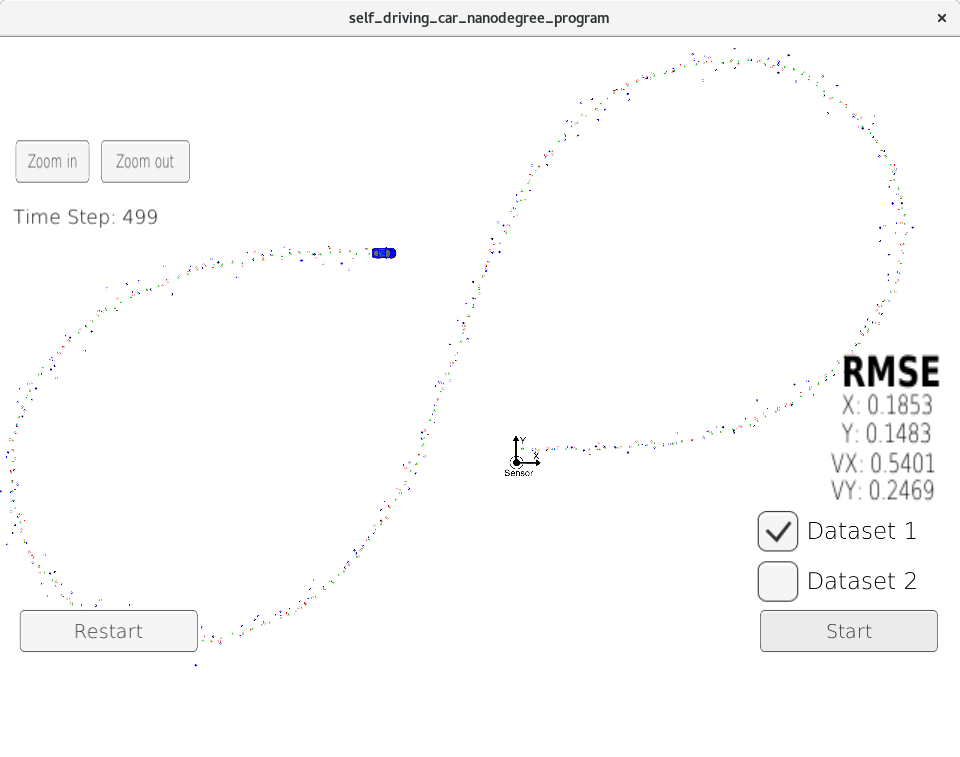 self_driving_car_nanodegree_program
×
Zoom in
Zoom out
Time Step: 499
RMSE
X: 0.1853
Y: 0.1483
VX: 0.5401
VY: 0.2469
Y
X
Sensor
Dataset 1
Dataset 2
Restart
Start